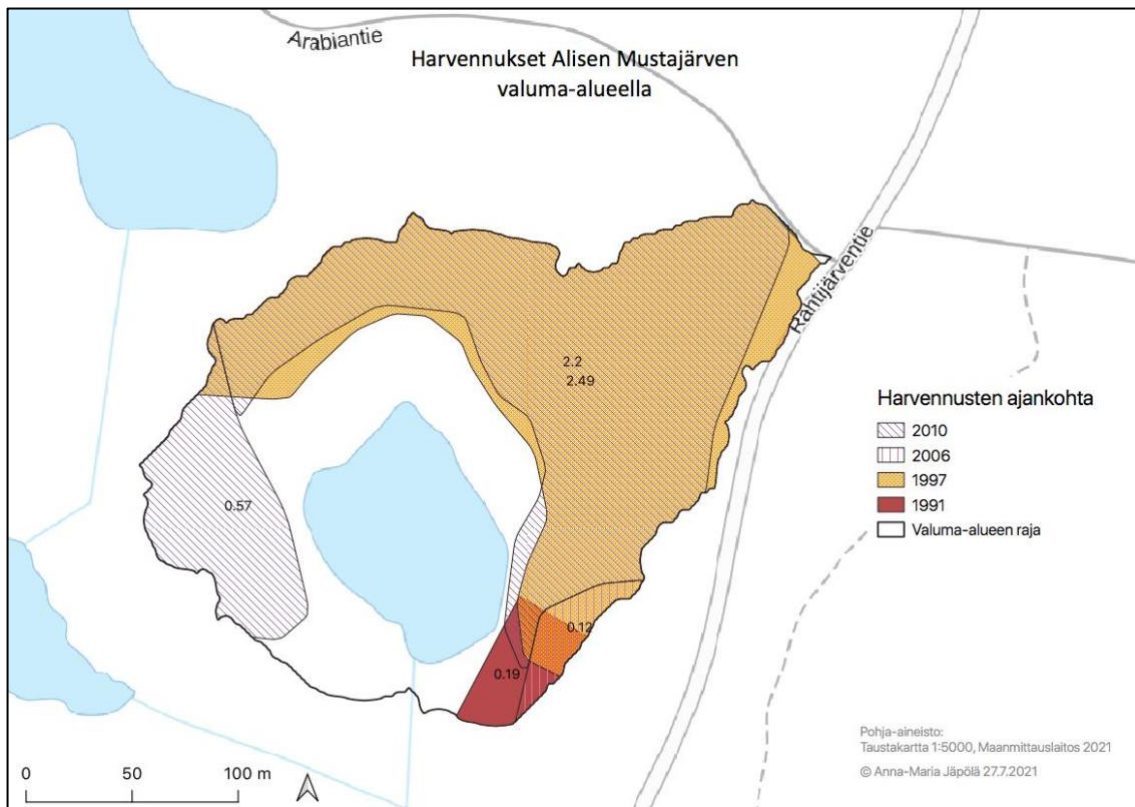 Arabiantie
Harvennukset Alisen Mustajärven
valuma-alueella
Rahtijärventie
2.2
2.49
0.57
0.12
0.19
Harvennusten ajankohta
2010
2006
1997
1991
Valuma-alueen raja
Pohja-aineisto:
Taustakartta 1:5000, Maanmittauslaitos 2021
© Anna-Maria Jäpölä 27.7.2021
0 50 100 m